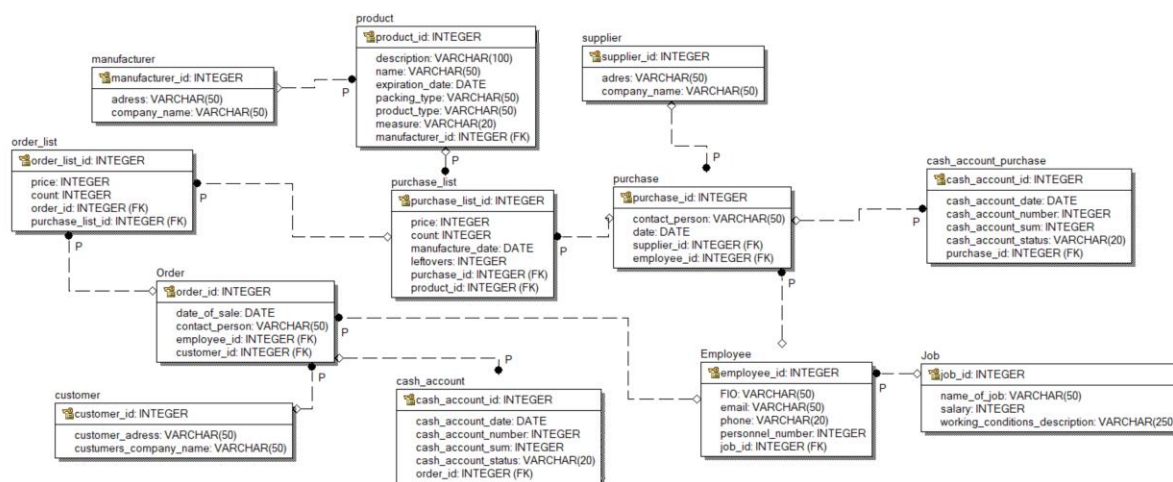 product
product_id: INTEGER
description: VARCHAR(100)
name: VARCHAR(50)
expiration_date: DATE
packing_type: VARCHAR(50)
product_type: VARCHAR(50)
measure: VARCHAR(20)
manufacturer_id: INTEGER (FK)
P
P
supplier
supplier_id: INTEGER
adres: VARCHAR(50)
company_name: VARCHAR(50)
P
manufacturer
manufacturer_id: INTEGER
adress: VARCHAR(50)
company_name: VARCHAR(50)
order_list
order_list_id: INTEGER
price: INTEGER
count: INTEGER
order_id: INTEGER (FK)
purchase_list_id: INTEGER (FK)
P
P
purchase_list
purchase_list_id: INTEGER
price: INTEGER
count: INTEGER
manufacture_date: DATE
leftovers: INTEGER
purchase_id: INTEGER (FK)
product_id: INTEGER (FK)
P
purchase
purchase_id: INTEGER
contact_person: VARCHAR(50)
date: DATE
supplier_id: INTEGER (FK)
employee_id: INTEGER (FK)
P
cash_account_purchase
cash_account_id: INTEGER
cash_account_date: DATE
cash_account_number: INTEGER
cash_account_sum: INTEGER
cash_account_status: VARCHAR(20)
purchase_id: INTEGER (FK)
P
Order
order_id: INTEGER
date_of_sale: DATE
contact_person: VARCHAR(50)
employee_id: INTEGER (FK)
customer_id: INTEGER (FK)
P
P
customer
customer_id: INTEGER
customer_adress: VARCHAR(50)
custumers_company_name: VARCHAR(50)
P
cash_account
cash_account_id: INTEGER
cash_account_date: DATE
cash_account_number: INTEGER
cash_account_sum: INTEGER
cash_account_status: VARCHAR(20)
order_id: INTEGER (FK)
Employee
employee_id: INTEGER
FIO: VARCHAR(50)
email: VARCHAR(50)
phone: VARCHAR(20)
personnel_number: INTEGER
job_id: INTEGER (FK)
P
Job
job_id: INTEGER
name_of_job: VARCHAR(50)
salary: INTEGER
working_conditions_description: VARCHAR(250